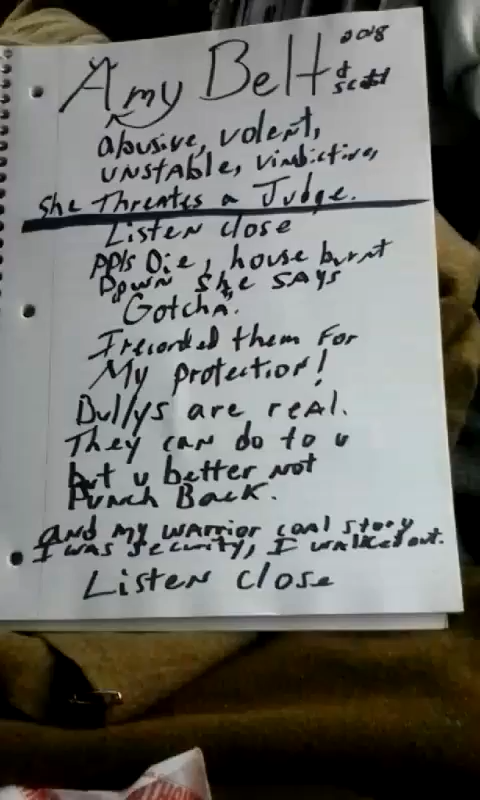 2018
Amy Belt
& Scott
abusive, volent,
unstable, vindictive,
she Threates a Judge.
Listen close
ppls Die, house burnt
Down she says
"Gotcha".
I recorded them for
My protection!
Bullys are real.
They can do to u
but u better not
Punch Back.
and my warrior coal story
I was security, I walked out.
Listen close